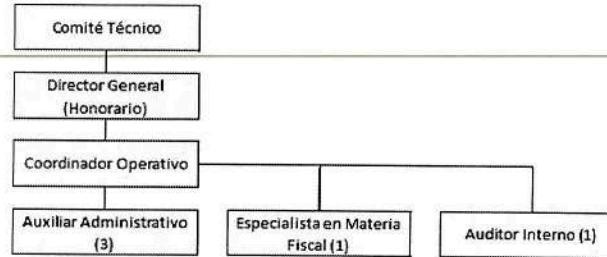 Comité Técnico
Director General
(Honorario)
Coordinador Operativo
Auxiliar Administrativo
(3)
Especialista en Materia
Fiscal (1)
Auditor Interno (1)